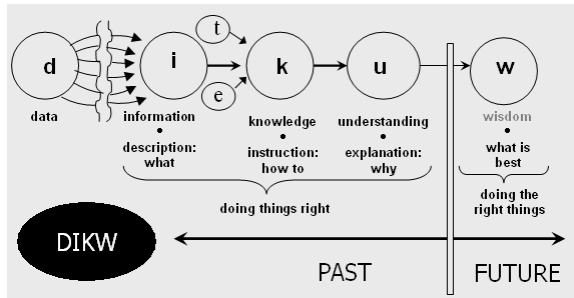 t
d
i
k
u
w
e
data
information
knowledge
understanding
wisdom
•
•
•
•
description:
what
instruction:
how to
explanation:
why
what is
best
doing things right
doing the
right things
DIKW
PAST
FUTURE